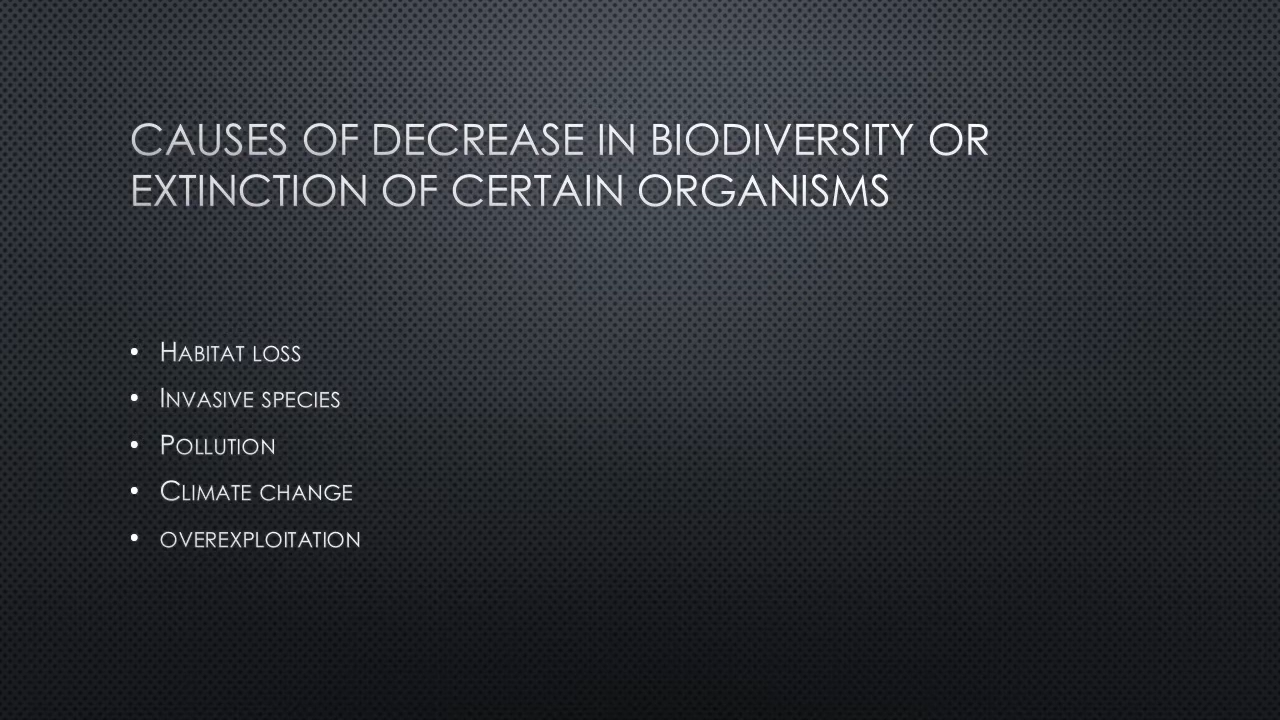 CAUSES OF DECREASE IN BIODIVERSITY OR
EXTINCTION OF CERTAIN ORGANISMS
• Habitat loss
• Invasive species
• Pollution
• Climate change
• overexploitation